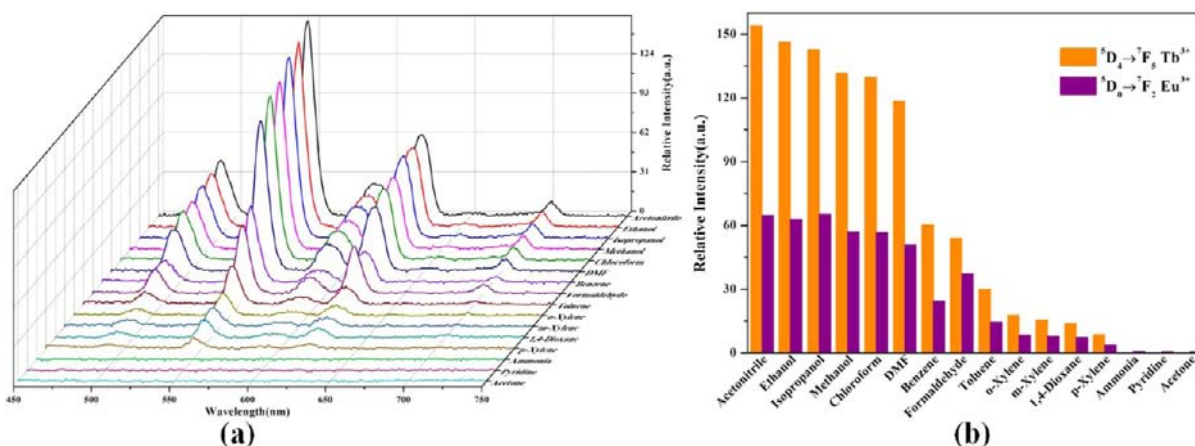 124
92
62
31
0
Relative Intensity(a.u.)
Acetonitrile
Ethanol
Isopropanol
Methanol
Chloroform
DMF
Benzene
Formaldehyde
Toluene
o-Xylene
m-Xylene
1,4-Dioxane
p-Xylene
Ammonia
Pyridine
Acetone
450 500 550 600 650 700 750
Wavelength(nm)
(a)
150
120
90
60
30
0
Relative Intensity(a.u.)
⁵D₄→⁷F₅ Tb³⁺
⁵D₀→⁷F₂ Eu³⁺
Acetonitrile
Ethanol
Isopropanol
Methanol
Chloroform
DMF
Benzene
Formaldehyde
Toluene
o-Xylene
m-Xylene
1,4-Dioxane
p-Xylene
Ammonia
Pyridine
Acetone
(b)